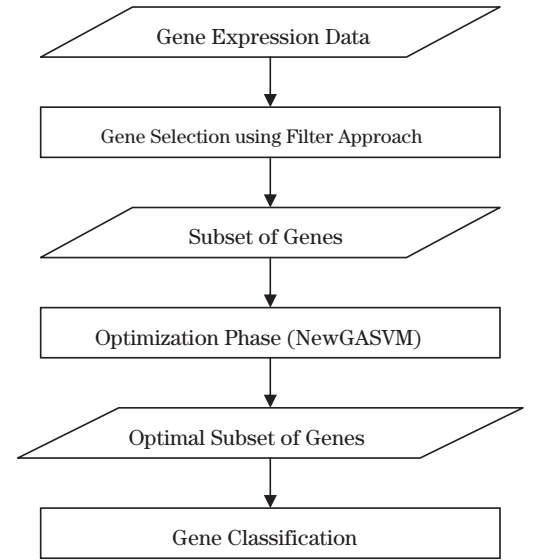 Gene Expression Data
Gene Selection using Filter Approach
Subset of Genes
Optimization Phase (NewGASVM)
Optimal Subset of Genes
Gene Classification